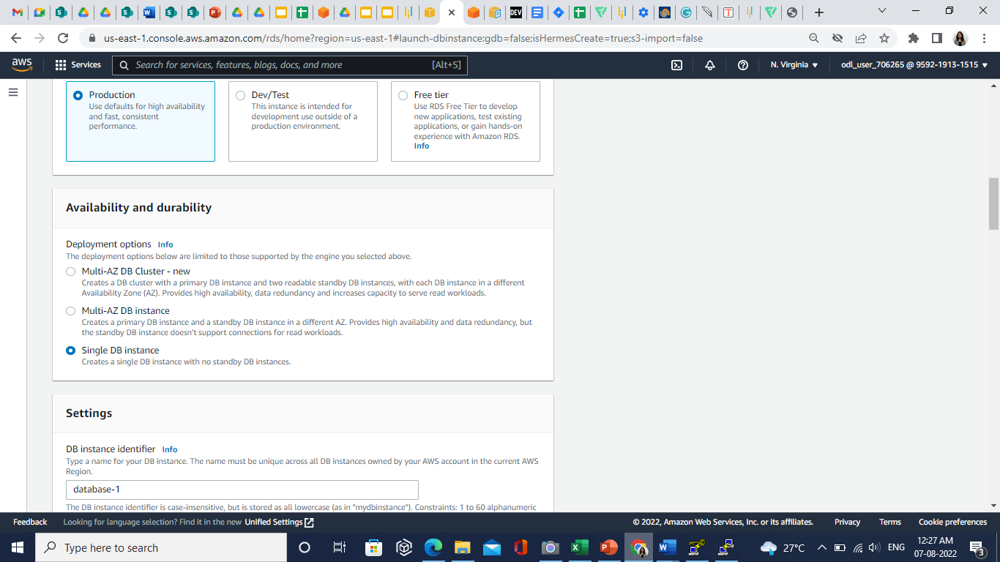 us-east-1.console.aws.amazon.com/rds/home?region=us-east-1#launch-dbinstance:gdb=false;isHermesCreate=true;s3-import=false
aws
Services
Search for services, features, blogs, docs, and more
[Alt+S]
N. Virginia
odl_user_706265 @ 9592-1913-1515
Production
Use defaults for high availability
and fast, consistent
performance.
Dev/Test
This instance is intended for
development use outside of a
production environment.
Free tier
Use RDS Free Tier to develop
new applications, test existing
applications, or gain hands-on
experience with Amazon RDS.
Info
Availability and durability
Deployment options Info
The deployment options below are limited to those supported by the engine you selected above.
Multi-AZ DB Cluster - new
Creates a DB cluster with a primary DB instance and two readable standby DB instances, with each DB instance in a different
Availability Zone (AZ). Provides high availability, data redundancy and increases capacity to serve read workloads.
Multi-AZ DB instance
Creates a primary DB instance and a standby DB instance in a different AZ. Provides high availability and data redundancy, but
the standby DB instance doesn't support connections for read workloads.
Single DB instance
Creates a single DB instance with no standby DB instances.
Settings
DB instance identifier Info
Type a name for your DB instance. The name must be unique across all DB instances owned by your AWS account in the current AWS
Region.
database-1
The DB instance identifier is case-insensitive, but is stored as all lowercase (as in "mydbinstance"). Constraints: 1 to 60 alphanumeric
Feedback
Looking for language selection? Find it in the new Unified Settings
© 2022, Amazon Web Services, Inc. or its affiliates.
Privacy
Terms
Cookie preferences
Type here to search
27°C
ENG
12:27 AM
07-08-2022
3